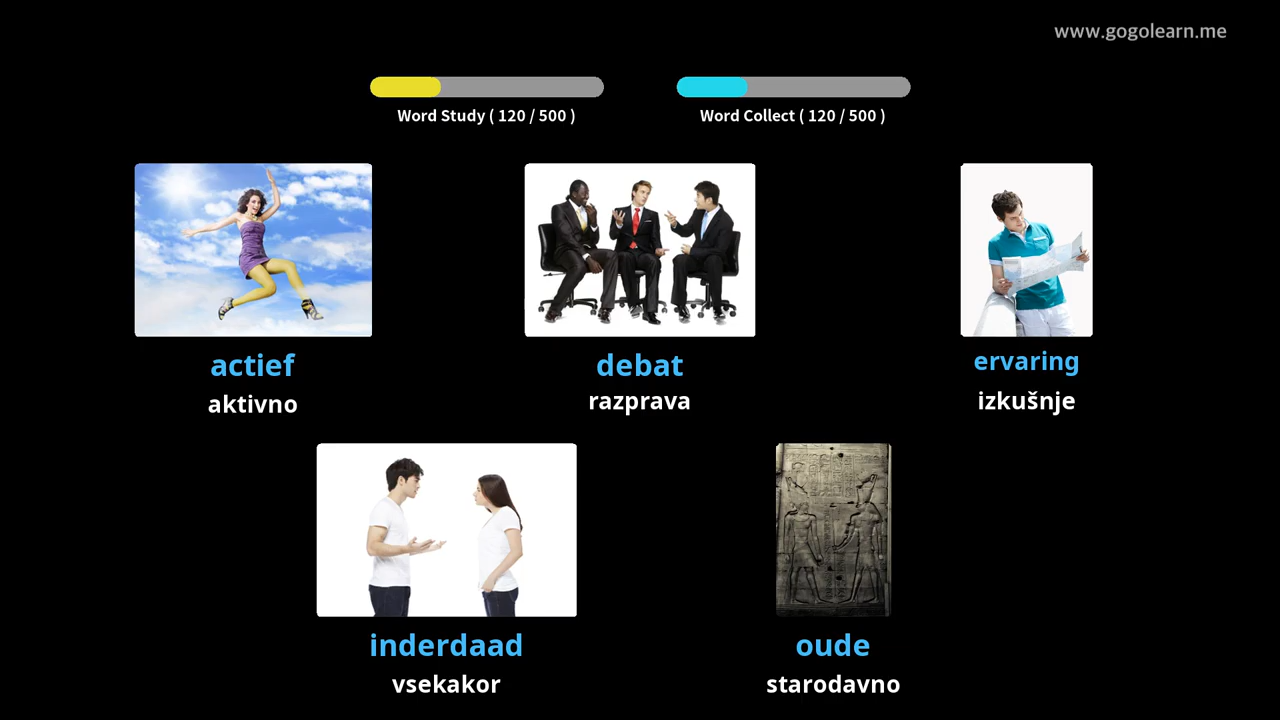 www.gogolearn.me
Word Study ( 120 / 500 )
Word Collect ( 120 / 500 )
actief
aktivno
debat
razprava
ervaring
izkušnje
inderdaad
vsekakor
oude
starodavno